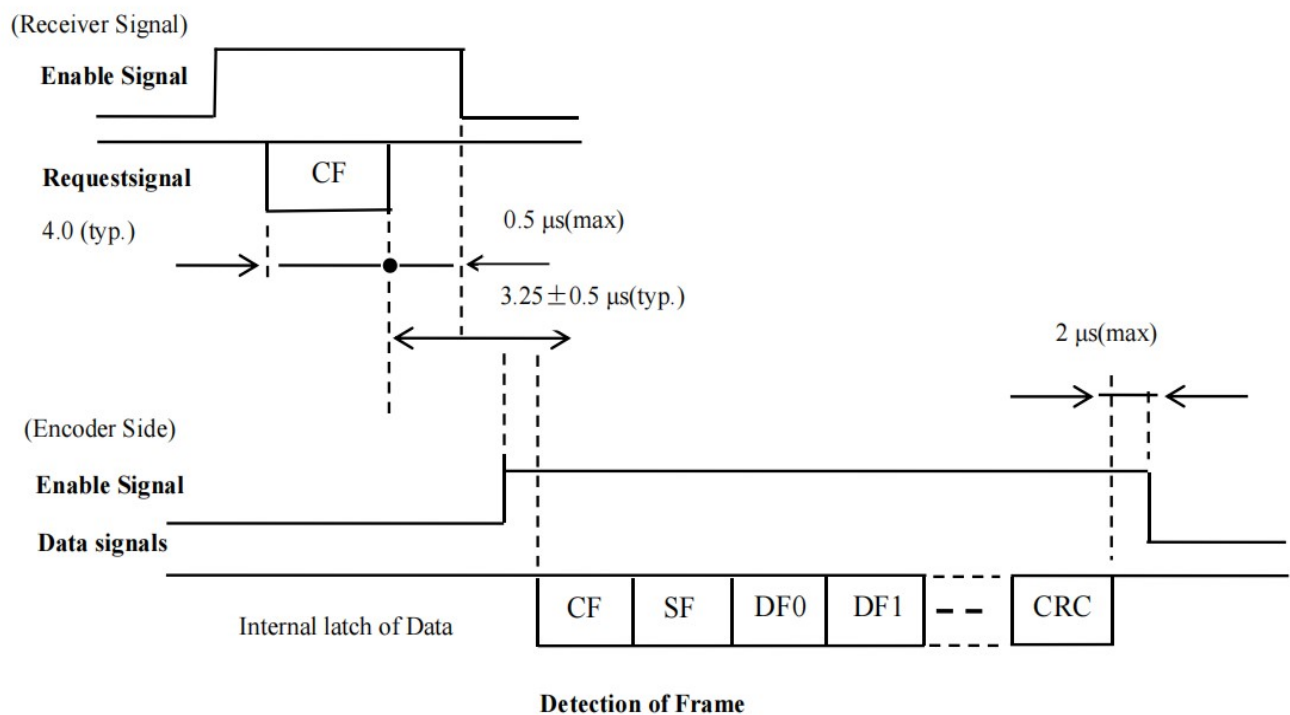 (Receiver Signal)
Enable Signal
CF
Requestsignal
4.0 (typ.)
0.5 μs(max)
3.25±0.5 μs(typ.)
2 μs(max)
(Encoder Side)
Enable Signal
Data signals
CF SF DF0 DF1 CRC
Internal latch of Data
Detection of Frame